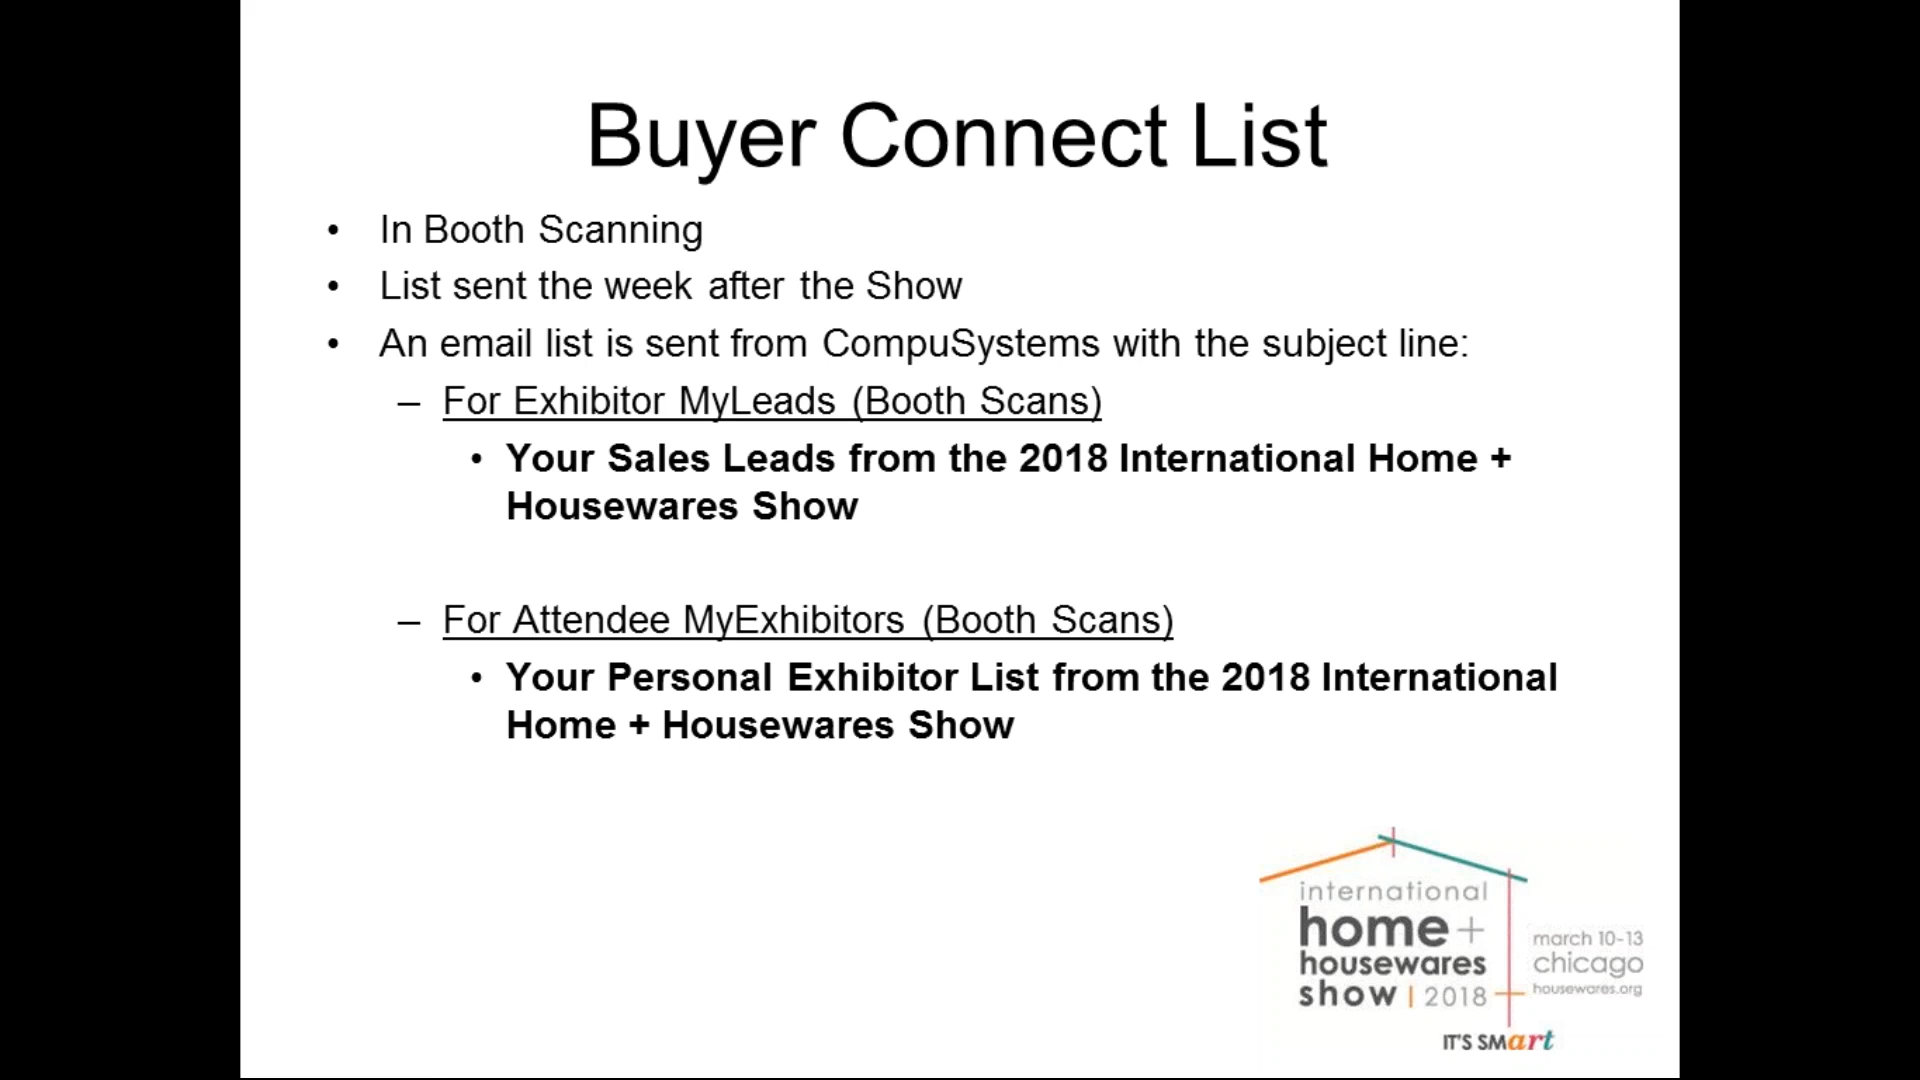 Buyer Connect List
• In Booth Scanning
• List sent the week after the Show
• An email list is sent from CompuSystems with the subject line:
– For Exhibitor MyLeads (Booth Scans)
• Your Sales Leads from the 2018 International Home +
Housewares Show
– For Attendee MyExhibitors (Booth Scans)
• Your Personal Exhibitor List from the 2018 International
Home + Housewares Show
international
home+
housewares
show | 2018
march 10-13
chicago
housewares.org
IT'S SMart